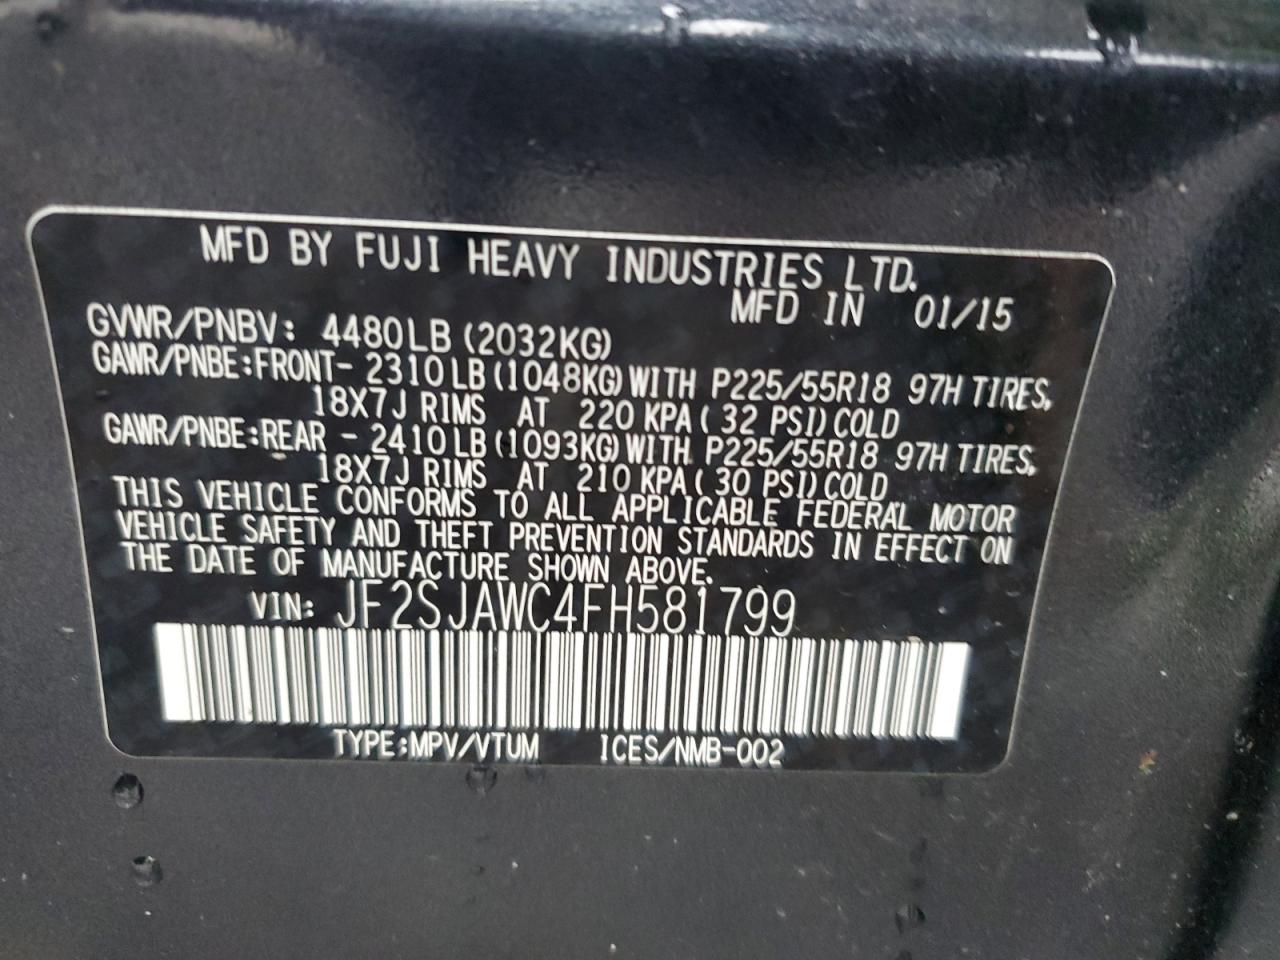 MFD BY FUJI HEAVY INDUSTRIES LTD.
MFD IN 01/15
GVWR/PNBV: 4480LB (2032KG)
GAWR/PNBE:FRONT- 2310LB (1048KG) WITH P225/55R18 97H TIRES,
18X7J RIMS AT 220 KPA ( 32 PSI) COLD
GAWR/PNBE:REAR - 2410LB (1093KG) WITH P225/55R18 97H TIRES,
18X7J RIMS AT 210 KPA ( 30 PSI) COLD
THIS VEHICLE CONFORMS TO ALL APPLICABLE FEDERAL MOTOR
VEHICLE SAFETY AND THEFT PREVENTION STANDARDS IN EFFECT ON
THE DATE OF MANUFACTURE SHOWN ABOVE.
VIN: JF2SJAWC4FH581799
TYPE:MPV/VTUM ICES/NMB-002